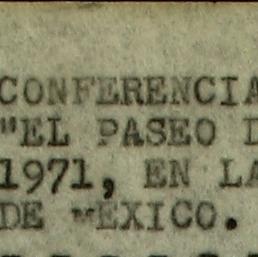 CONFERENCIA
"EL PASEO D
1971, EN LA
DE MEXICO.